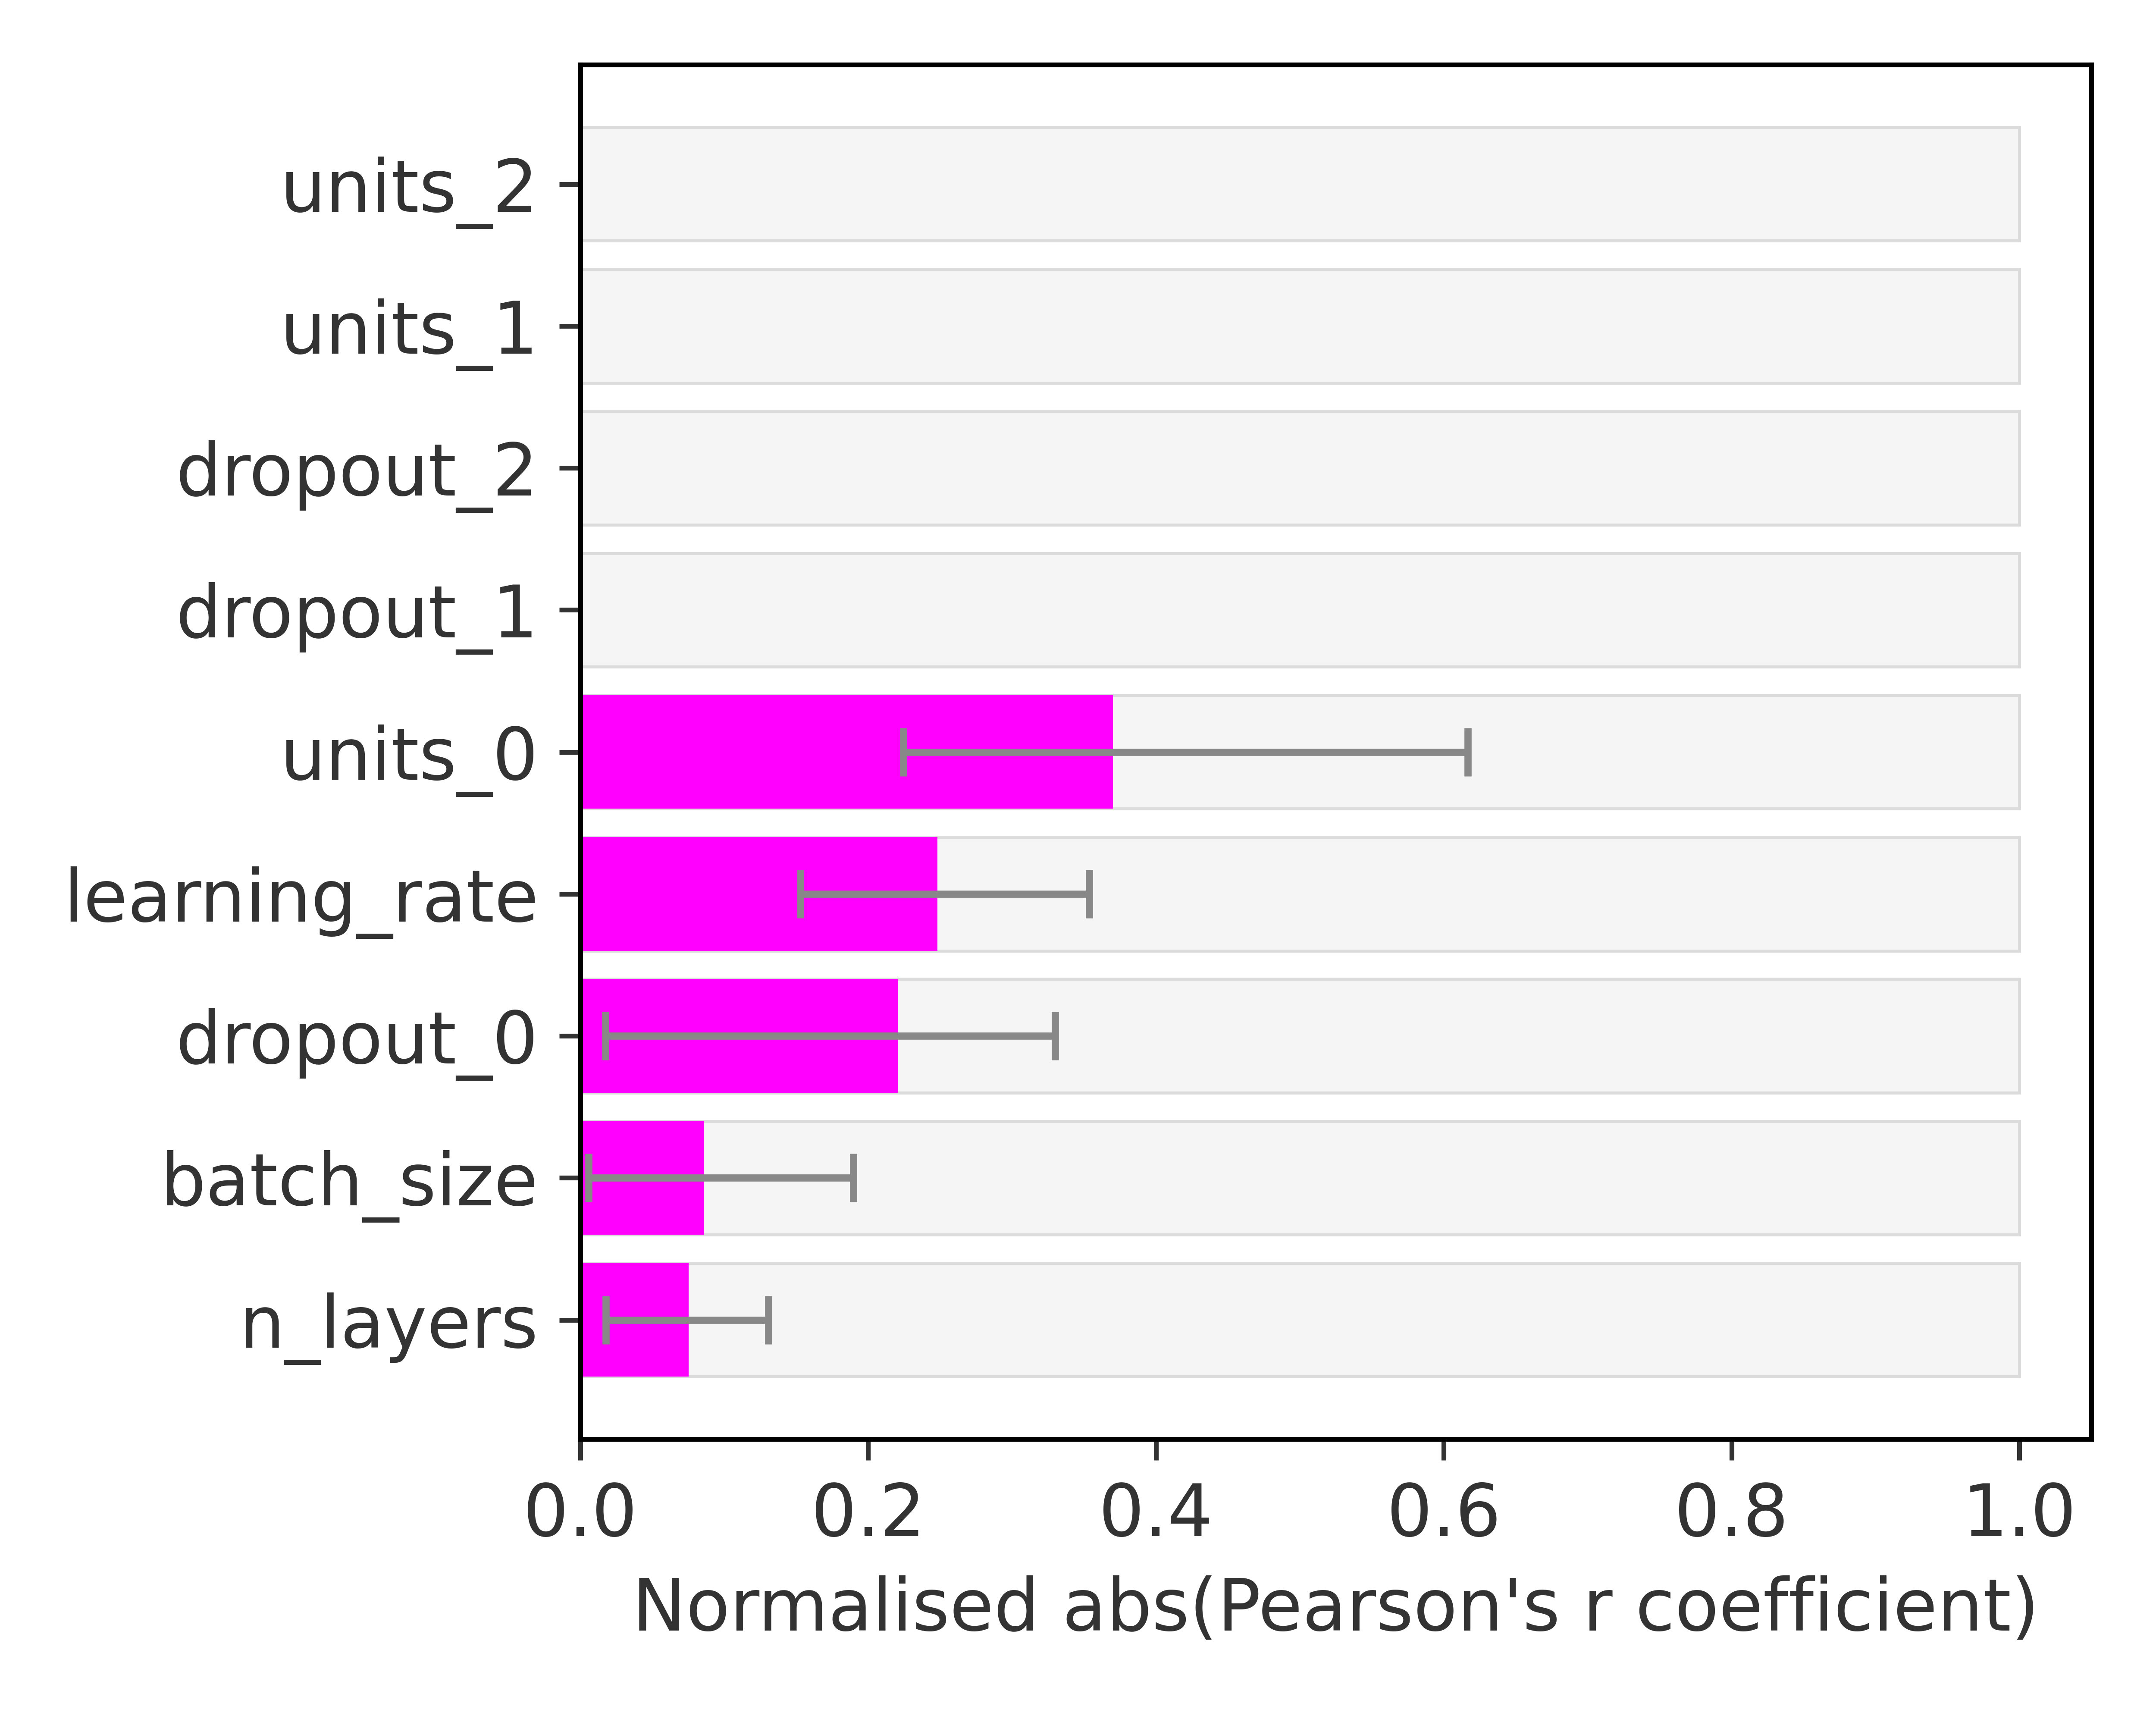 units_2
units_1
dropout_2
dropout_1
units_0
learning_rate
dropout_0
batch_size
n_layers
0.0 0.2 0.4 0.6 0.8 1.0
Normalised abs(Pearson's r coefficient)